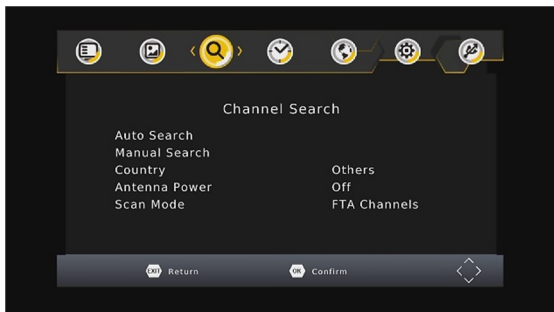 Channel Search
Auto Search
Manual Search
Country Others
Antenna Power Off
Scan Mode FTA Channels
EXIT Return OK Confirm